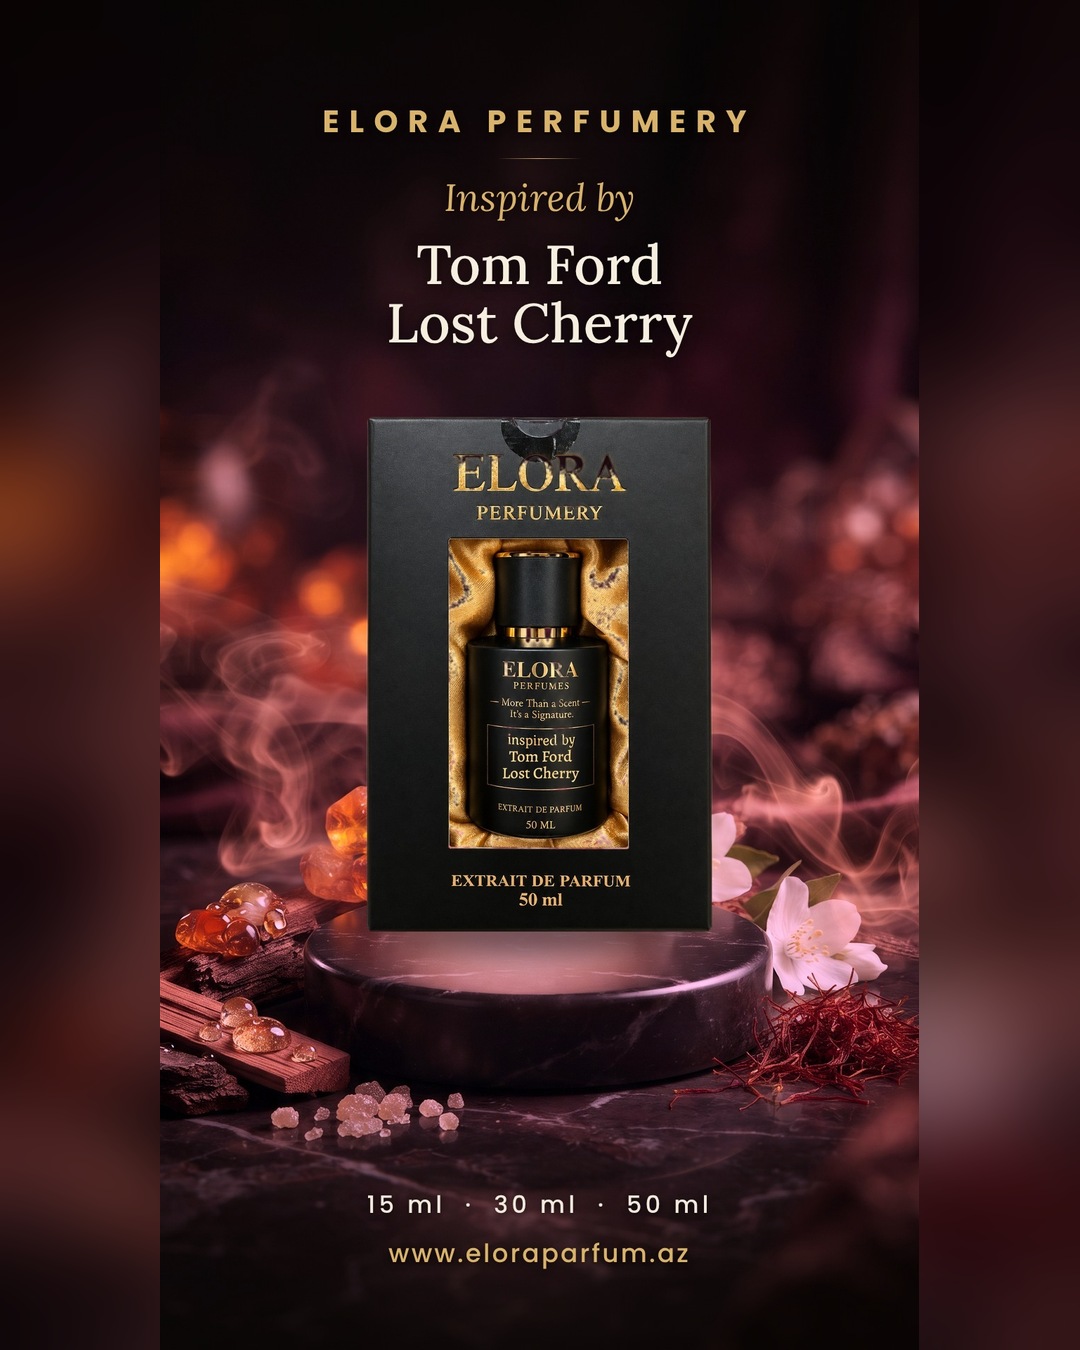 ELORA PERFUMERY
Inspired by
Tom Ford
Lost Cherry
ELORA
PERFUMERY
ELORA
PERFUMES
More Than a Scent
It's a Signature.
inspired by
Tom Ford
Lost Cherry
EXTRAIT DE PARFUM
50 ML
EXTRAIT DE PARFUM
50 ml
15 ml · 30 ml · 50 ml
www.eloraparfum.az